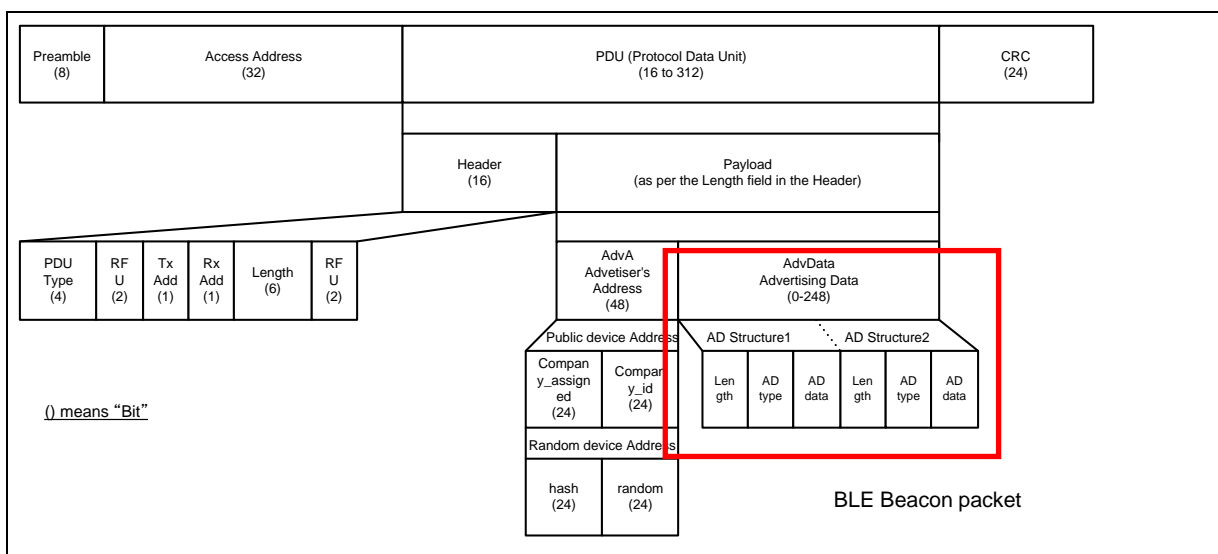 Preamble
(8)
Access Address
(32)
PDU (Protocol Data Unit)
(16 to 312)
CRC
(24)
Header
(16)
Payload
(as per the Length field in the Header)
PDU
Type
(4)
RF
U
(2)
Tx
Add
(1)
Rx
Add
(1)
Length
(6)
RF
U
(2)
AdvA
Advetiser's
Address
(48)
AdvData
Advertising Data
(0-248)
Public device Address
AD Structure1
AD Structure2
Compan
y_assign
ed
(24)
Compan
y_id
(24)
Len
gth
AD
type
AD
data
Len
gth
AD
type
AD
data
() means “Bit”
Random device Address
hash
(24)
random
(24)
BLE Beacon packet